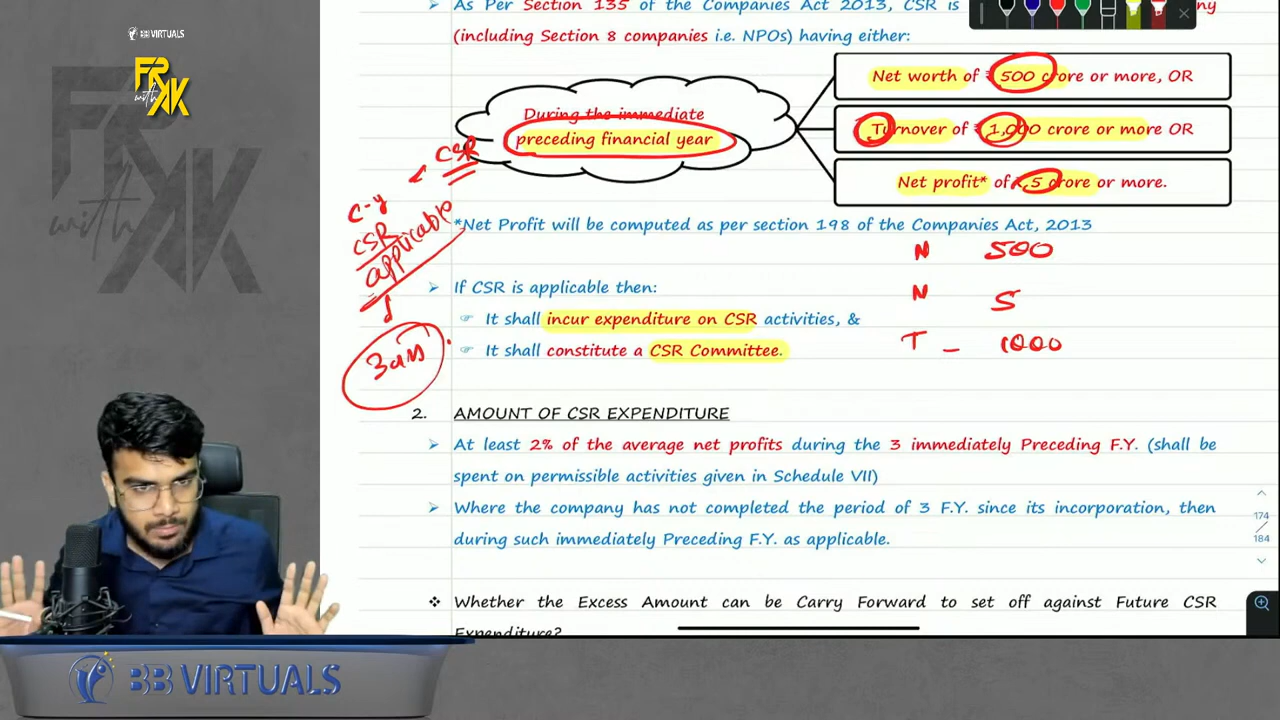 As Per Section 135 of the Companies Act 2013, CSR is
(including Section 8 companies i.e. NPOs) having either:
BB VIRTUALS
FR
with
AK
FR
with
AK
During the immediate
preceding financial year
Net worth of ₹ 500 crore or more, OR
Turnover of ₹ 1,000 crore or more OR
Net profit* of ₹ 5 crore or more.
CSR
C-y
CSR
applicable
*Net Profit will be computed as per section 198 of the Companies Act, 2013
N 500
N 5
T - 1000
If CSR is applicable then:
It shall incur expenditure on CSR activities, &
It shall constitute a CSR Committee.
2. AMOUNT OF CSR EXPENDITURE
At least 2% of the average net profits during the 3 immediately Preceding F.Y. (shall be
spent on permissible activities given in Schedule VII)
Where the company has not completed the period of 3 F.Y. since its incorporation, then
during such immediately Preceding F.Y. as applicable.
Whether the Excess Amount can be Carry Forward to set off against Future CSR
Expenditure?
174
184
BB VIRTUALS